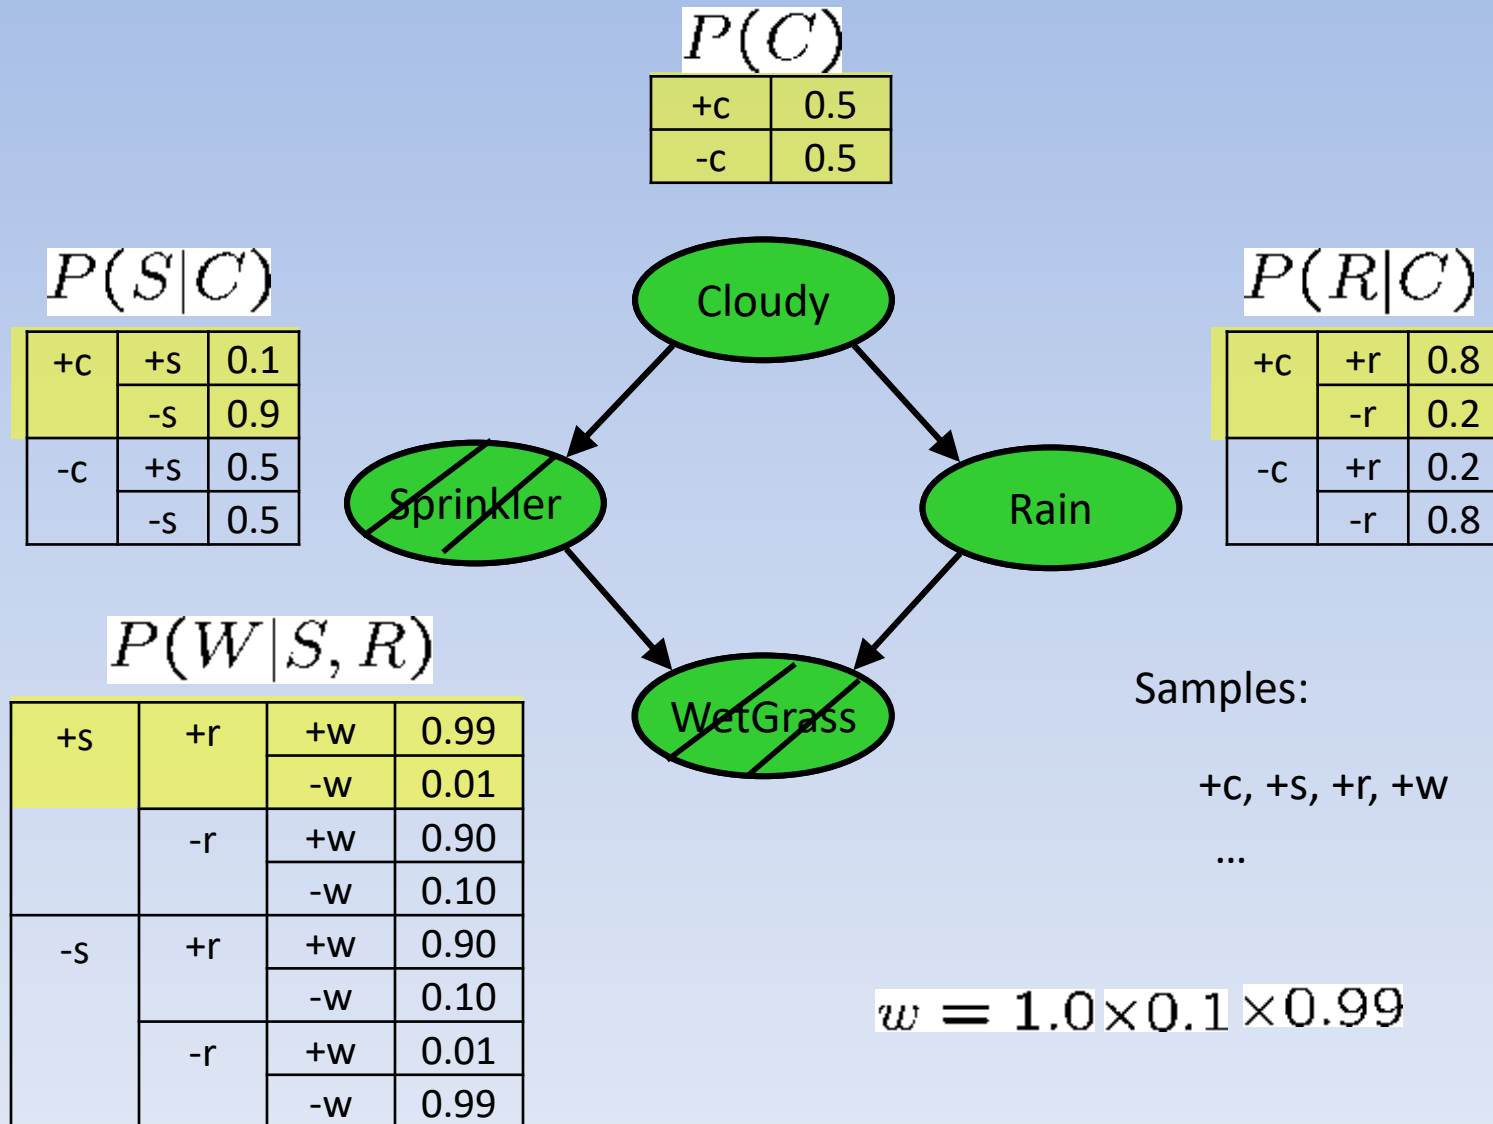 P(C)
+c 0.5
-c 0.5
P(S|C)
+c +s 0.1
-s 0.9
-c +s 0.5
-s 0.5
Cloudy
P(R|C)
+c +r 0.8
-r 0.2
-c +r 0.2
-r 0.8
Sprinkler
Rain
P(W|S, R)
+s +r +w 0.99
-w 0.01
-r +w 0.90
-w 0.10
-s +r +w 0.90
-w 0.10
-r +w 0.01
-w 0.99
WetGrass
Samples:
+c, +s, +r, +w
...
w = 1.0 ×0.1 ×0.99